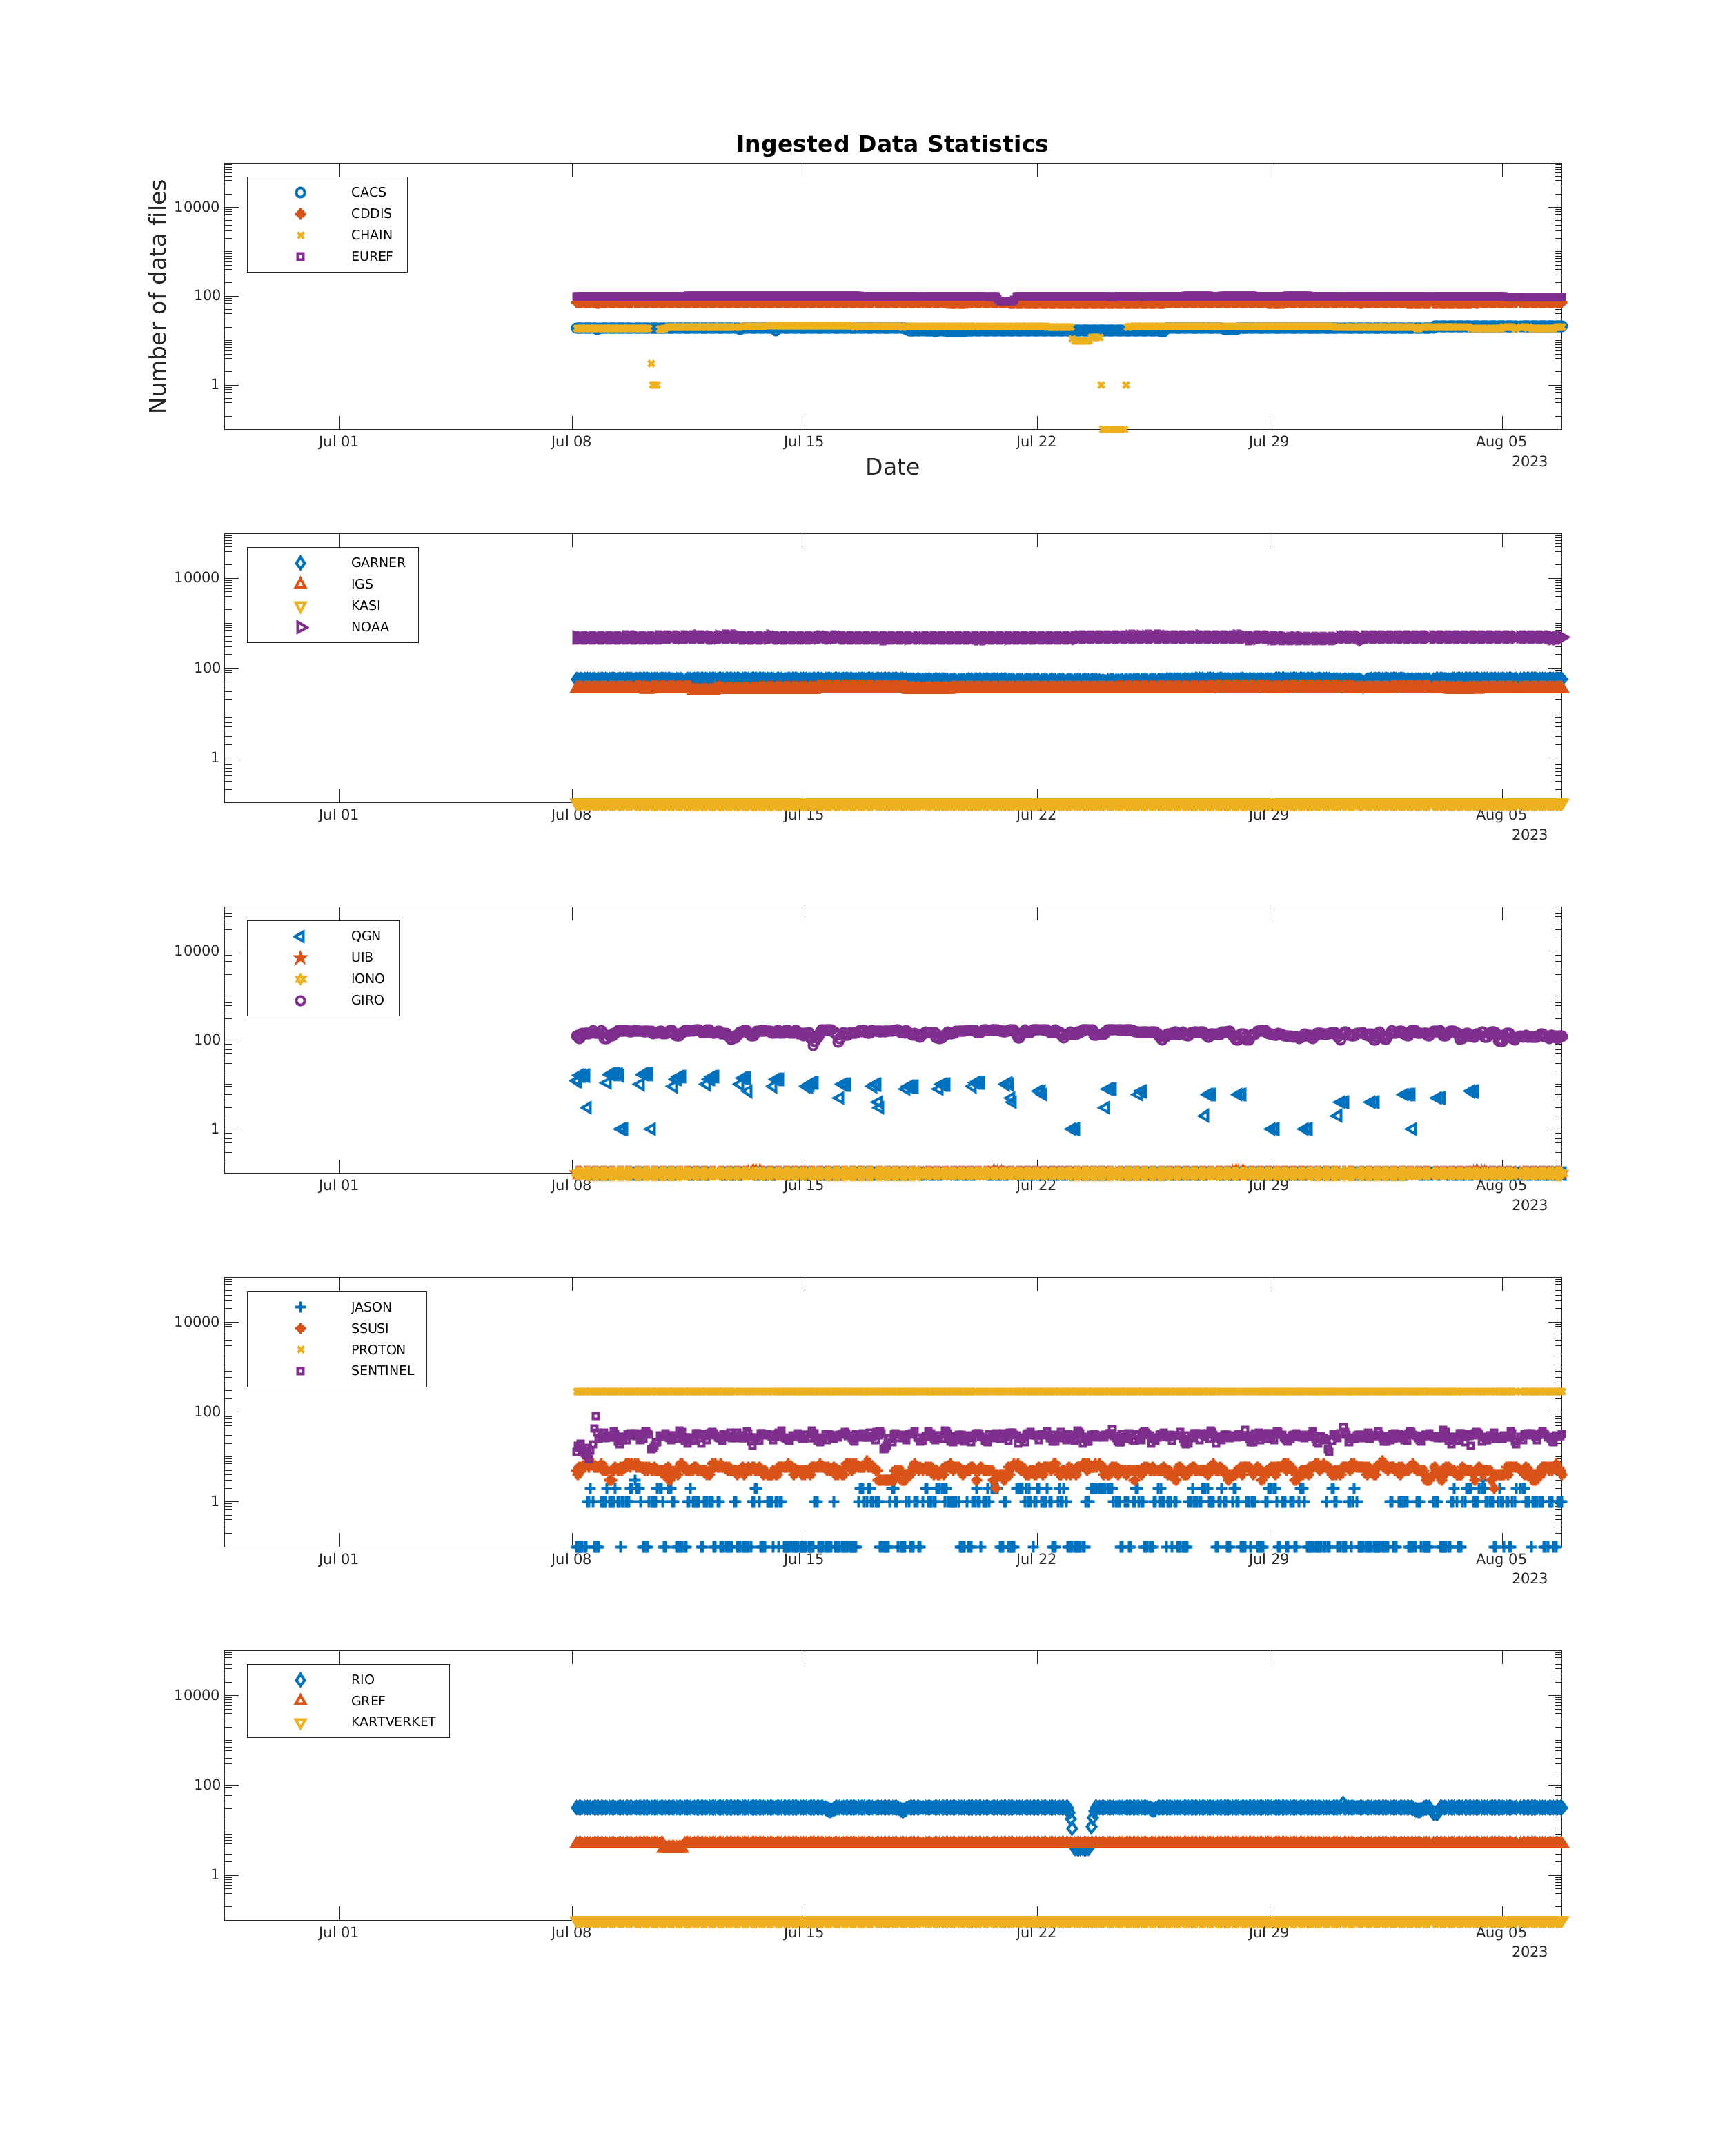 Ingested Data Statistics
Number of data files
10000
100
1
CACS
CDDIS
CHAIN
EUREF
Jul 01 Jul 08 Jul 15 Jul 22 Jul 29 Aug 05
2023
Date
10000
100
1
GARNER
IGS
KASI
NOAA
Jul 01 Jul 08 Jul 15 Jul 22 Jul 29 Aug 05
2023
10000
100
1
QGN
UIB
IONO
GIRO
Jul 01 Jul 08 Jul 15 Jul 22 Jul 29 Aug 05
2023
10000
100
1
JASON
SSUSI
PROTON
SENTINEL
Jul 01 Jul 08 Jul 15 Jul 22 Jul 29 Aug 05
2023
10000
100
1
RIO
GREF
KARTVERKET
Jul 01 Jul 08 Jul 15 Jul 22 Jul 29 Aug 05
2023